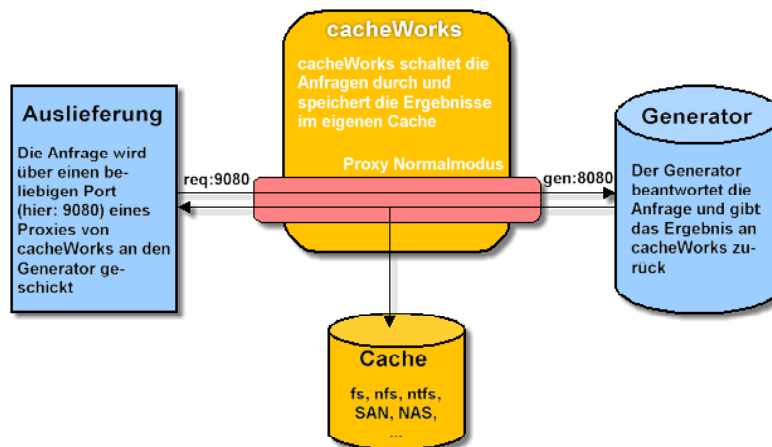 cacheWorks
cacheWorks schaltet die
Anfragen durch und
speichert die Ergebnisse
im eigenen Cache
Proxy Normalmodus
Auslieferung
Die Anfrage wird
über einen be-
liebigen Port
(hier: 9080) eines
Proxies von
cacheWorks an den
Generator ge-
schickt
req:9080
gen:8080
Generator
Der Generator
beantwortet die
Anfrage und gibt
das Ergebnis an
cacheWorks zu-
rück
Cache
fs, nfs, ntfs,
SAN, NAS,
...